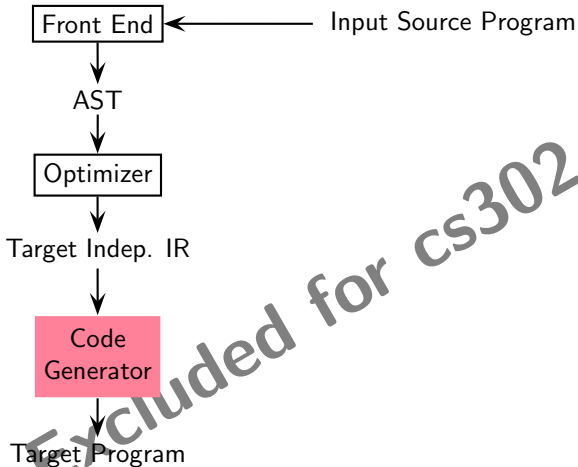 Front End
Input Source Program
AST
Optimizer
Target Indep. IR
Code
Generator
Target Program
Excluded for cs302